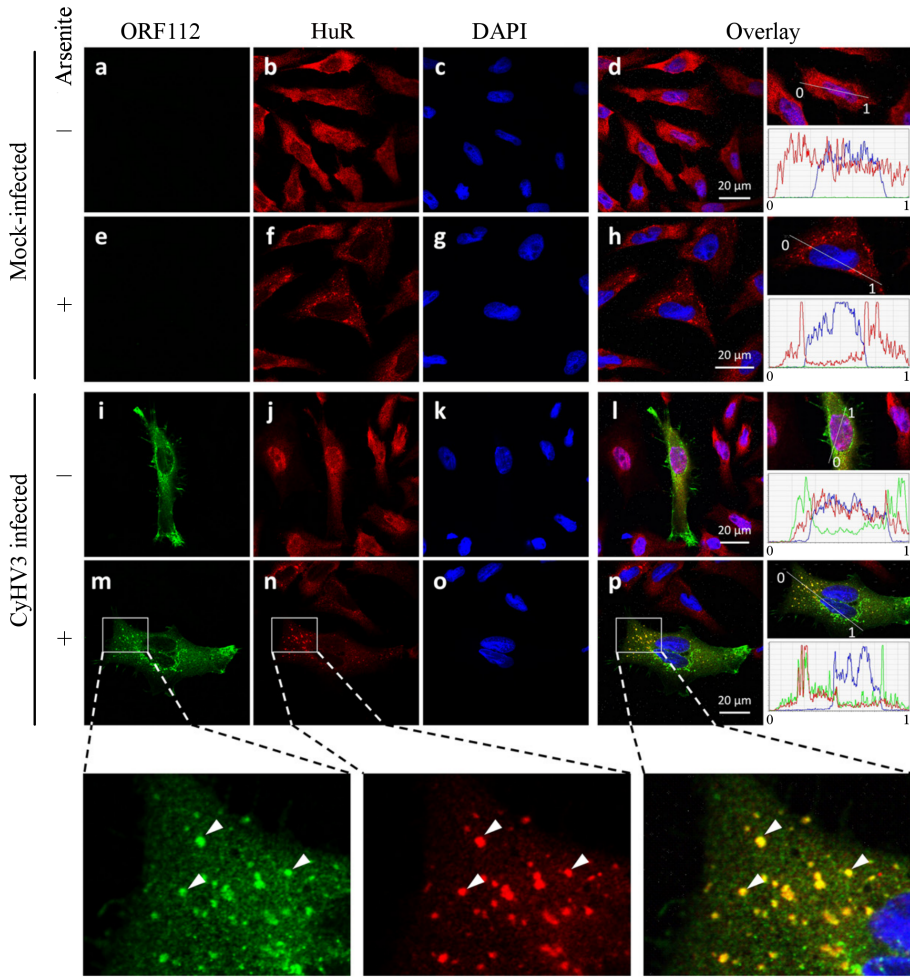 Arsenite
ORF112 HuR DAPI Overlay
Mock-infected
−
a b c d 0 1
20 µm
0 1
+
e f g h 0 1
20 µm
0 1
CyHV3 infected
−
i j k l 1 0
20 µm
0 1
+
m n o p 0 1
20 µm
0 1